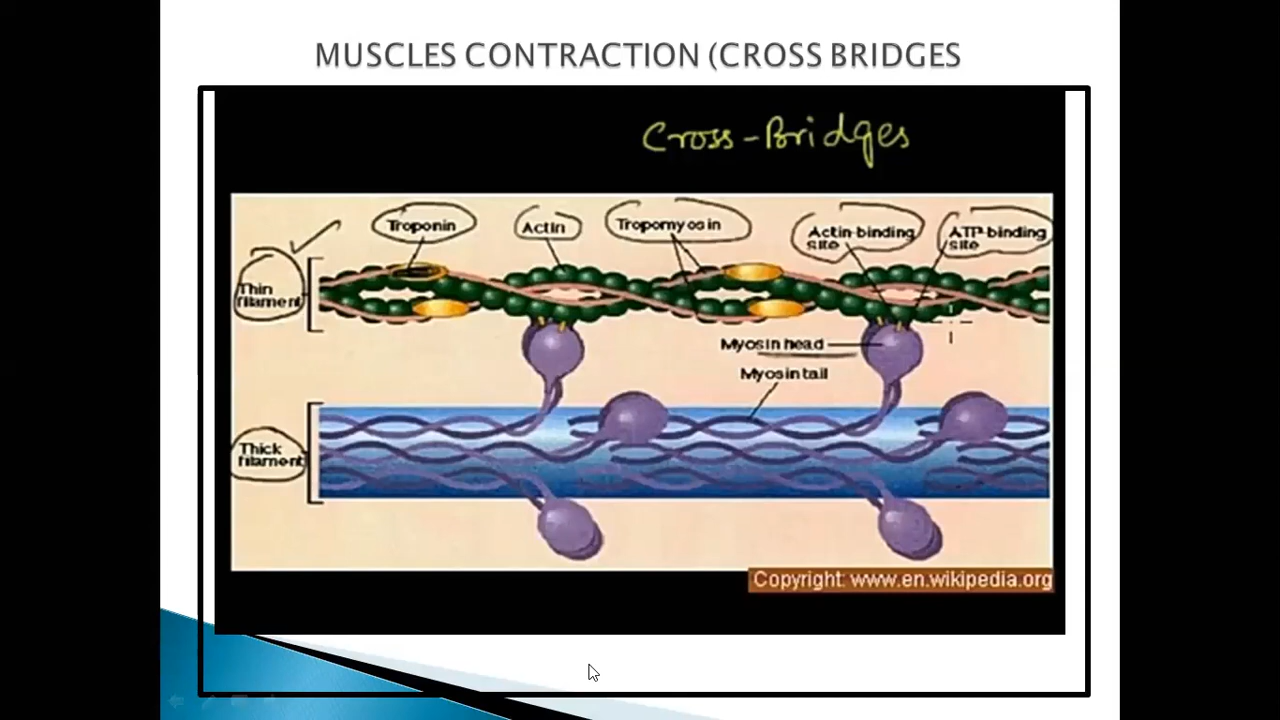 MUSCLES CONTRACTION (CROSS BRIDGES
Cross-Bridges
Troponin
Actin
Tropomyosin
Actin-binding
site
ATP-binding
site
Thin
filament
Myosin head
Myosin tail
Thick
filament
Copyright: www.en.wikipedia.org